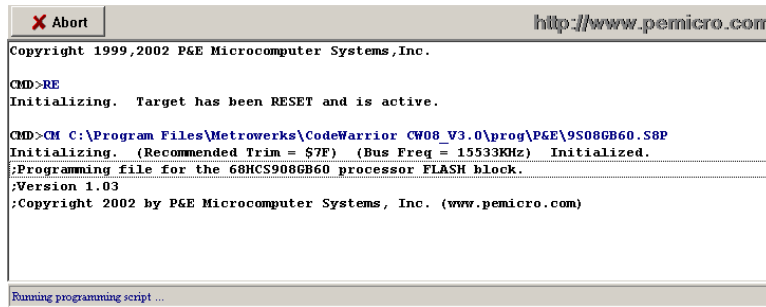 Abort
http://www.pemicro.com
Copyright 1999,2002 P&E Microcomputer Systems,Inc.
CMD>RE
Initializing. Target has been RESET and is active.
CMD>CM C:\Program Files\Metrowerks\CodeWarrior CW08_V3.0\prog\P&E\9S08GB60.S8P
Initializing. (Recommended Trim = $7F) (Bus Freq = 15533KHz) Initialized.
;Programming file for the 68HCS908GB60 processor FLASH block.
;Version 1.03
;Copyright 2002 by P&E Microcomputer Systems, Inc. (www.pemicro.com)
Running programming script ...